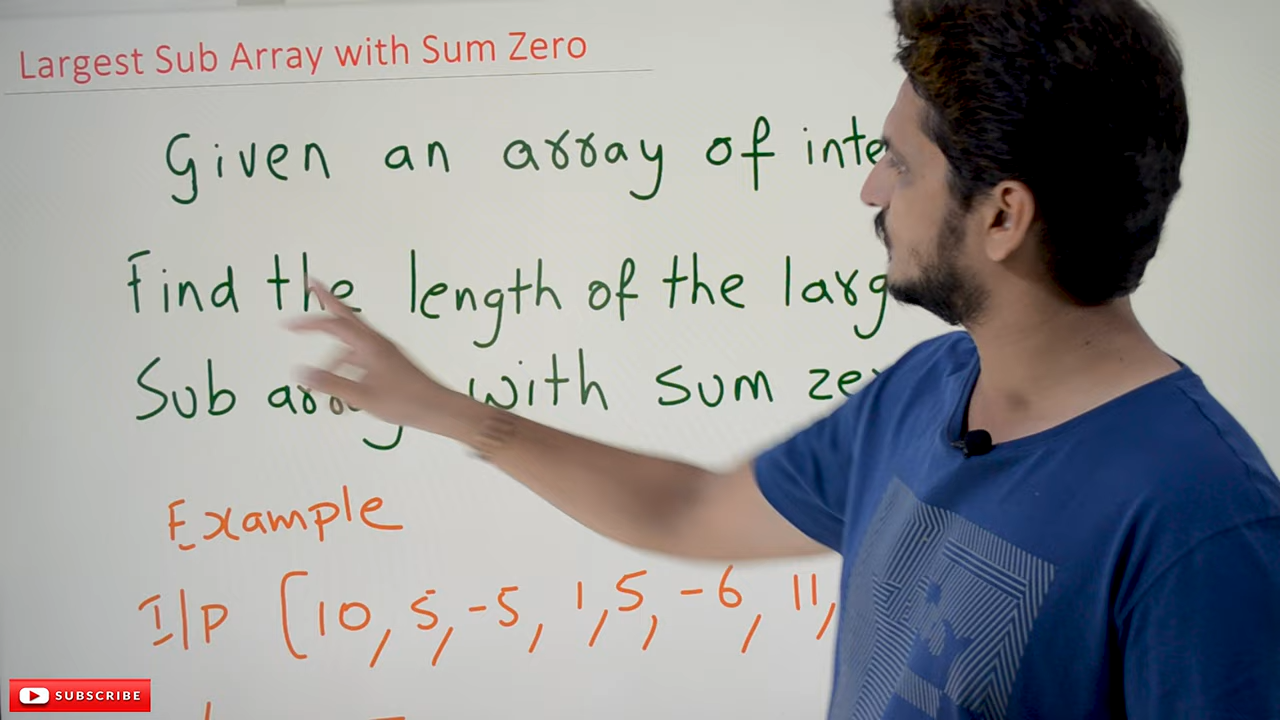 Largest Sub Array with Sum Zero
Given an array of inte
Find the length of the larg
Sub array with sum ze
Example
I/P [10, 5, -5, 1, 5, -6, 11,
SUBSCRIBE